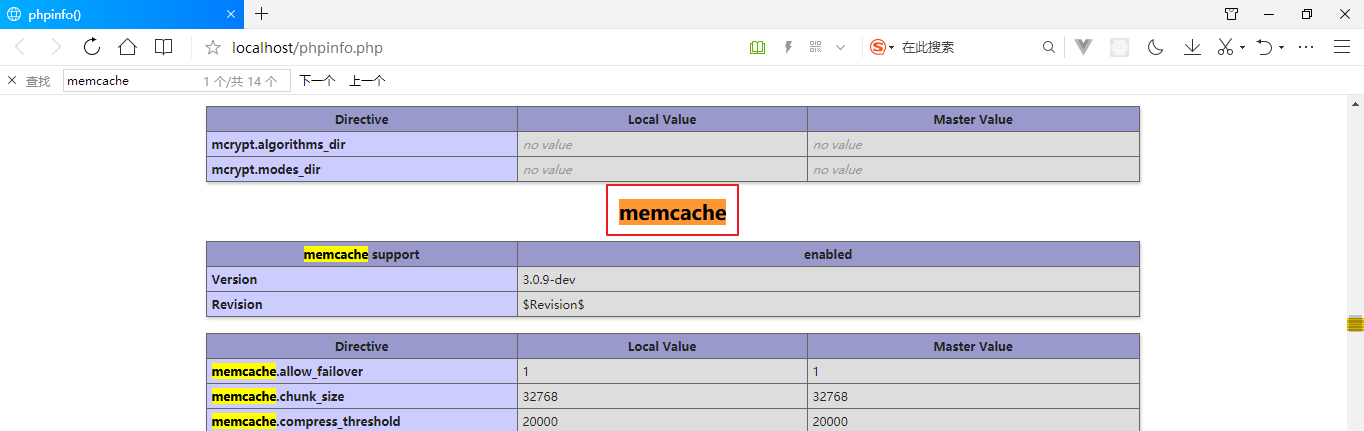 phpinfo()
localhost/phpinfo.php
在此搜索
查找 memcache 1 个/共 14 个 下一个 上一个
Directive Local Value Master Value
mcrypt.algorithms_dir no value no value
mcrypt.modes_dir no value no value
memcache
memcache support enabled
Version 3.0.9-dev
Revision $Revision$
Directive Local Value Master Value
memcache.allow_failover 1 1
memcache.chunk_size 32768 32768
memcache.compress_threshold 20000 20000